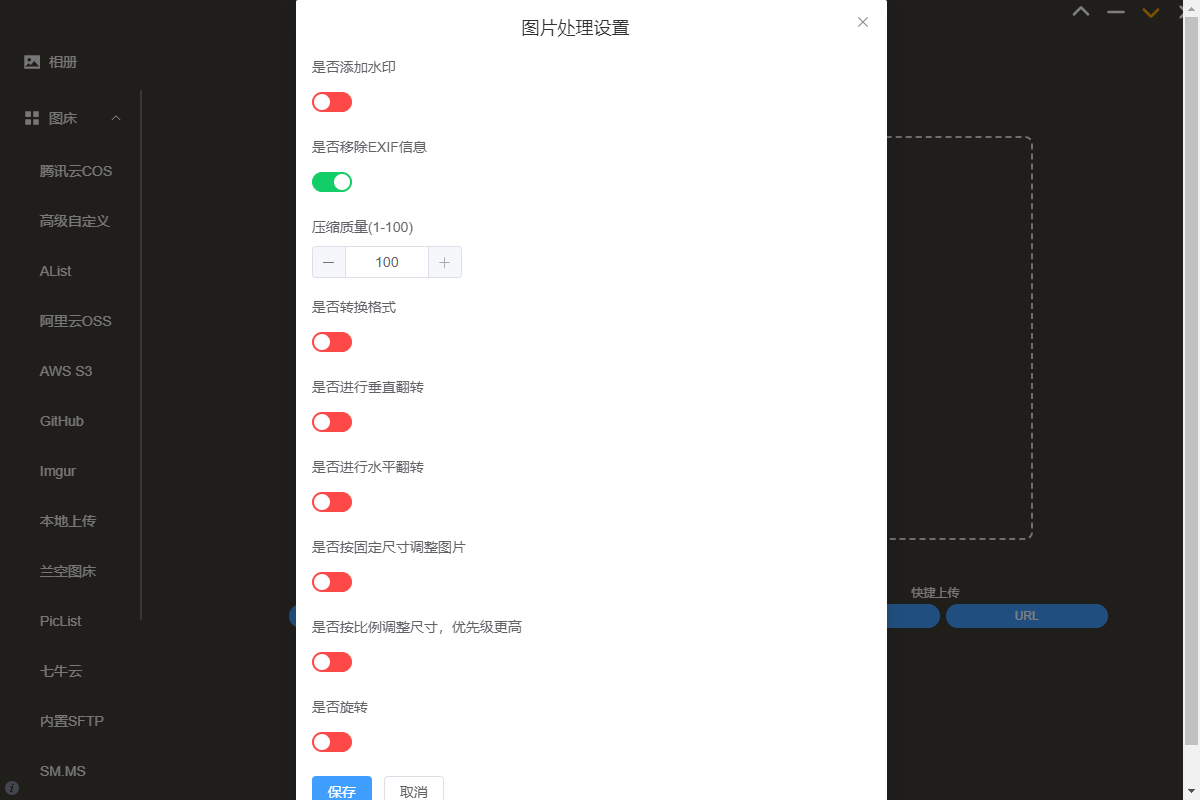 图片处理设置
相册
图床
腾讯云COS
高级自定义
AList
阿里云OSS
AWS S3
GitHub
Imgur
本地上传
兰空图床
PicList
七牛云
内置SFTP
SM.MS
是否添加水印
是否移除EXIF信息
压缩质量(1-100)
100
是否转换格式
是否进行垂直翻转
是否进行水平翻转
是否按固定尺寸调整图片
是否按比例调整尺寸，优先级更高
是否旋转
保存
取消
快捷上传
URL